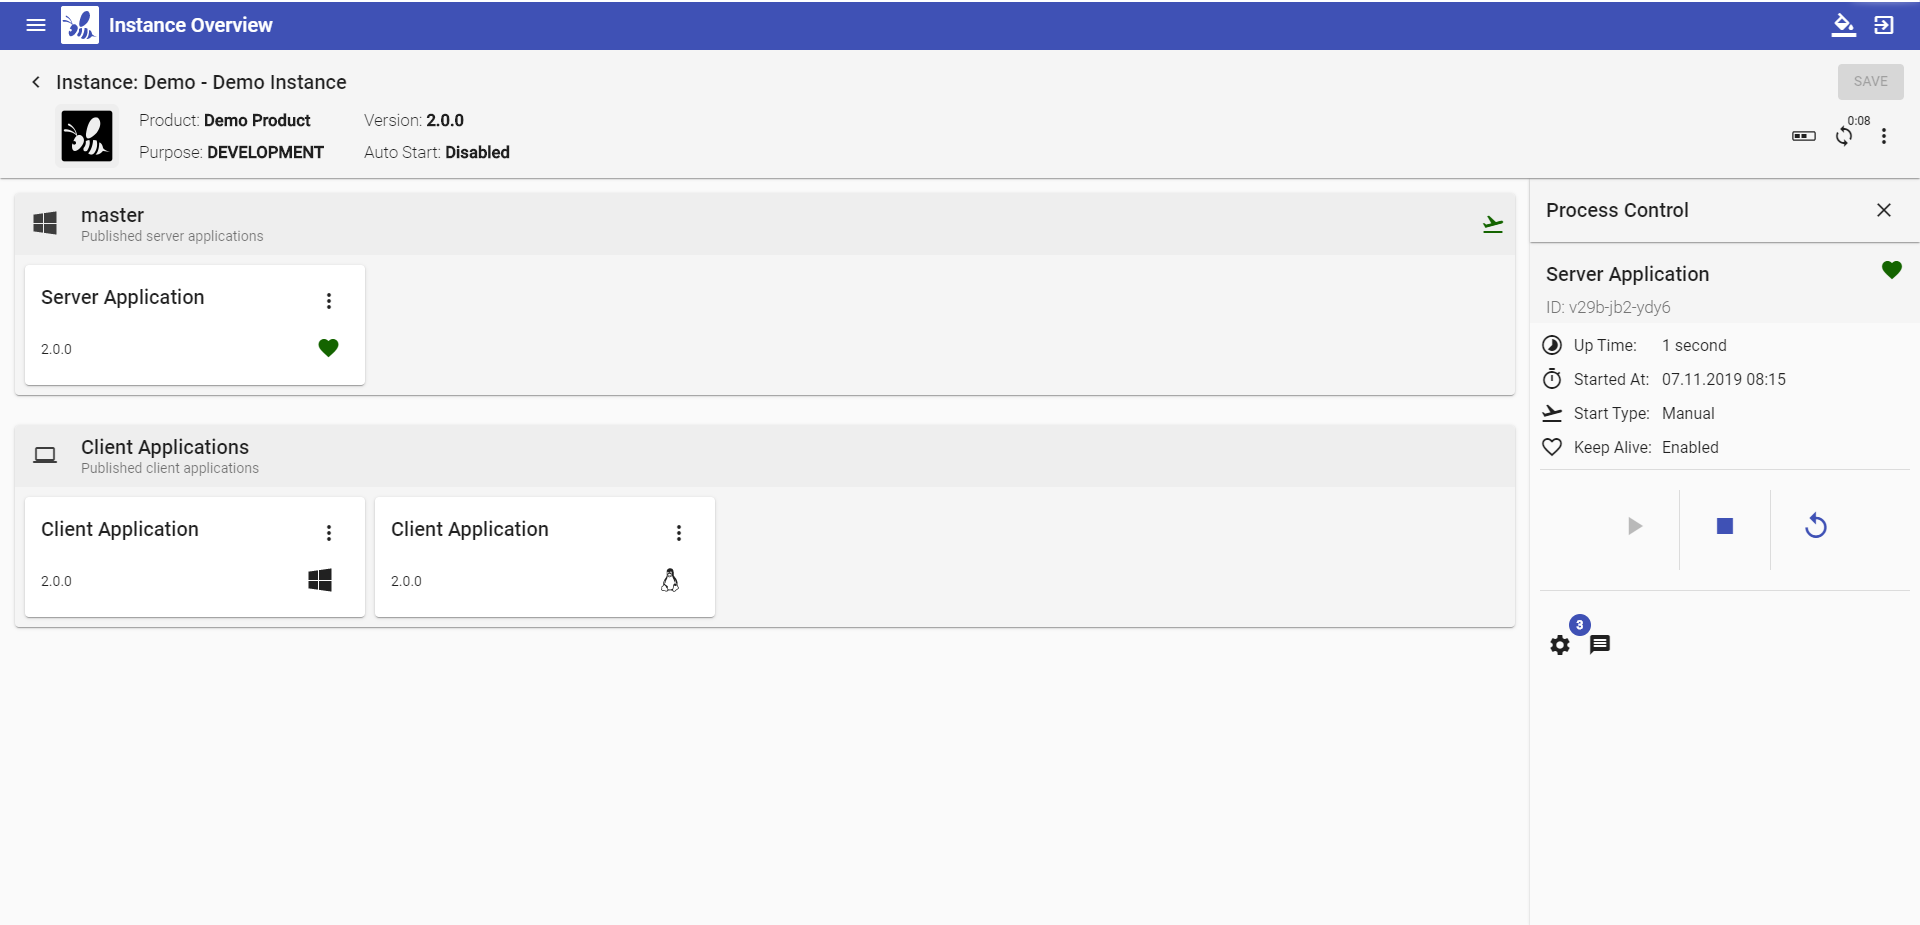 Instance Overview
Instance: Demo - Demo Instance
SAVE
Product: Demo Product
Version: 2.0.0
Purpose: DEVELOPMENT
Auto Start: Disabled
0:08
master
Published server applications
Server Application
2.0.0
Client Applications
Published client applications
Client Application
2.0.0
Client Application
2.0.0
Process Control
Server Application
ID: v29b-jb2-ydy6
Up Time: 1 second
Started At: 07.11.2019 08:15
Start Type: Manual
Keep Alive: Enabled
3